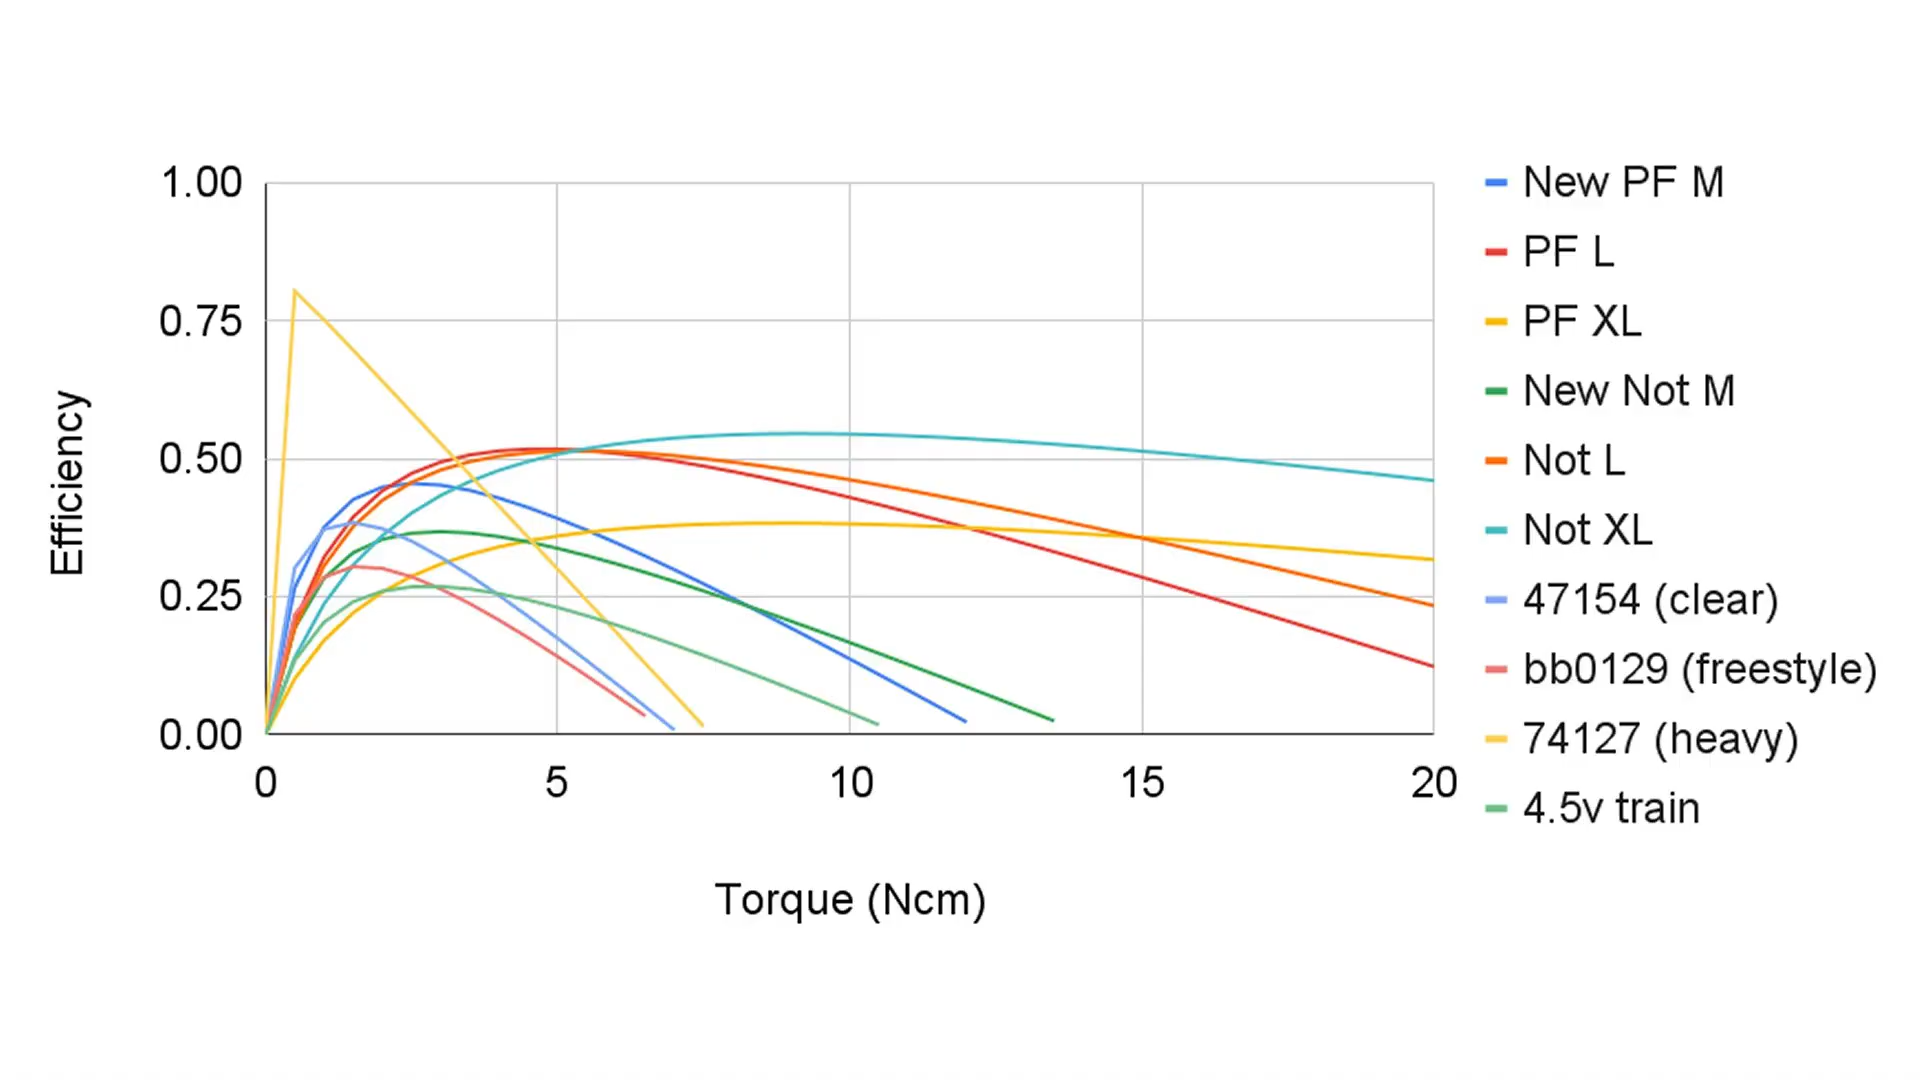 1.00
0.75
0.50
0.25
0.00
Efficiency
0
5
10
15
20
Torque (Ncm)
New PF M
PF L
PF XL
New Not M
Not L
Not XL
47154 (clear)
bb0129 (freestyle)
74127 (heavy)
4.5v train